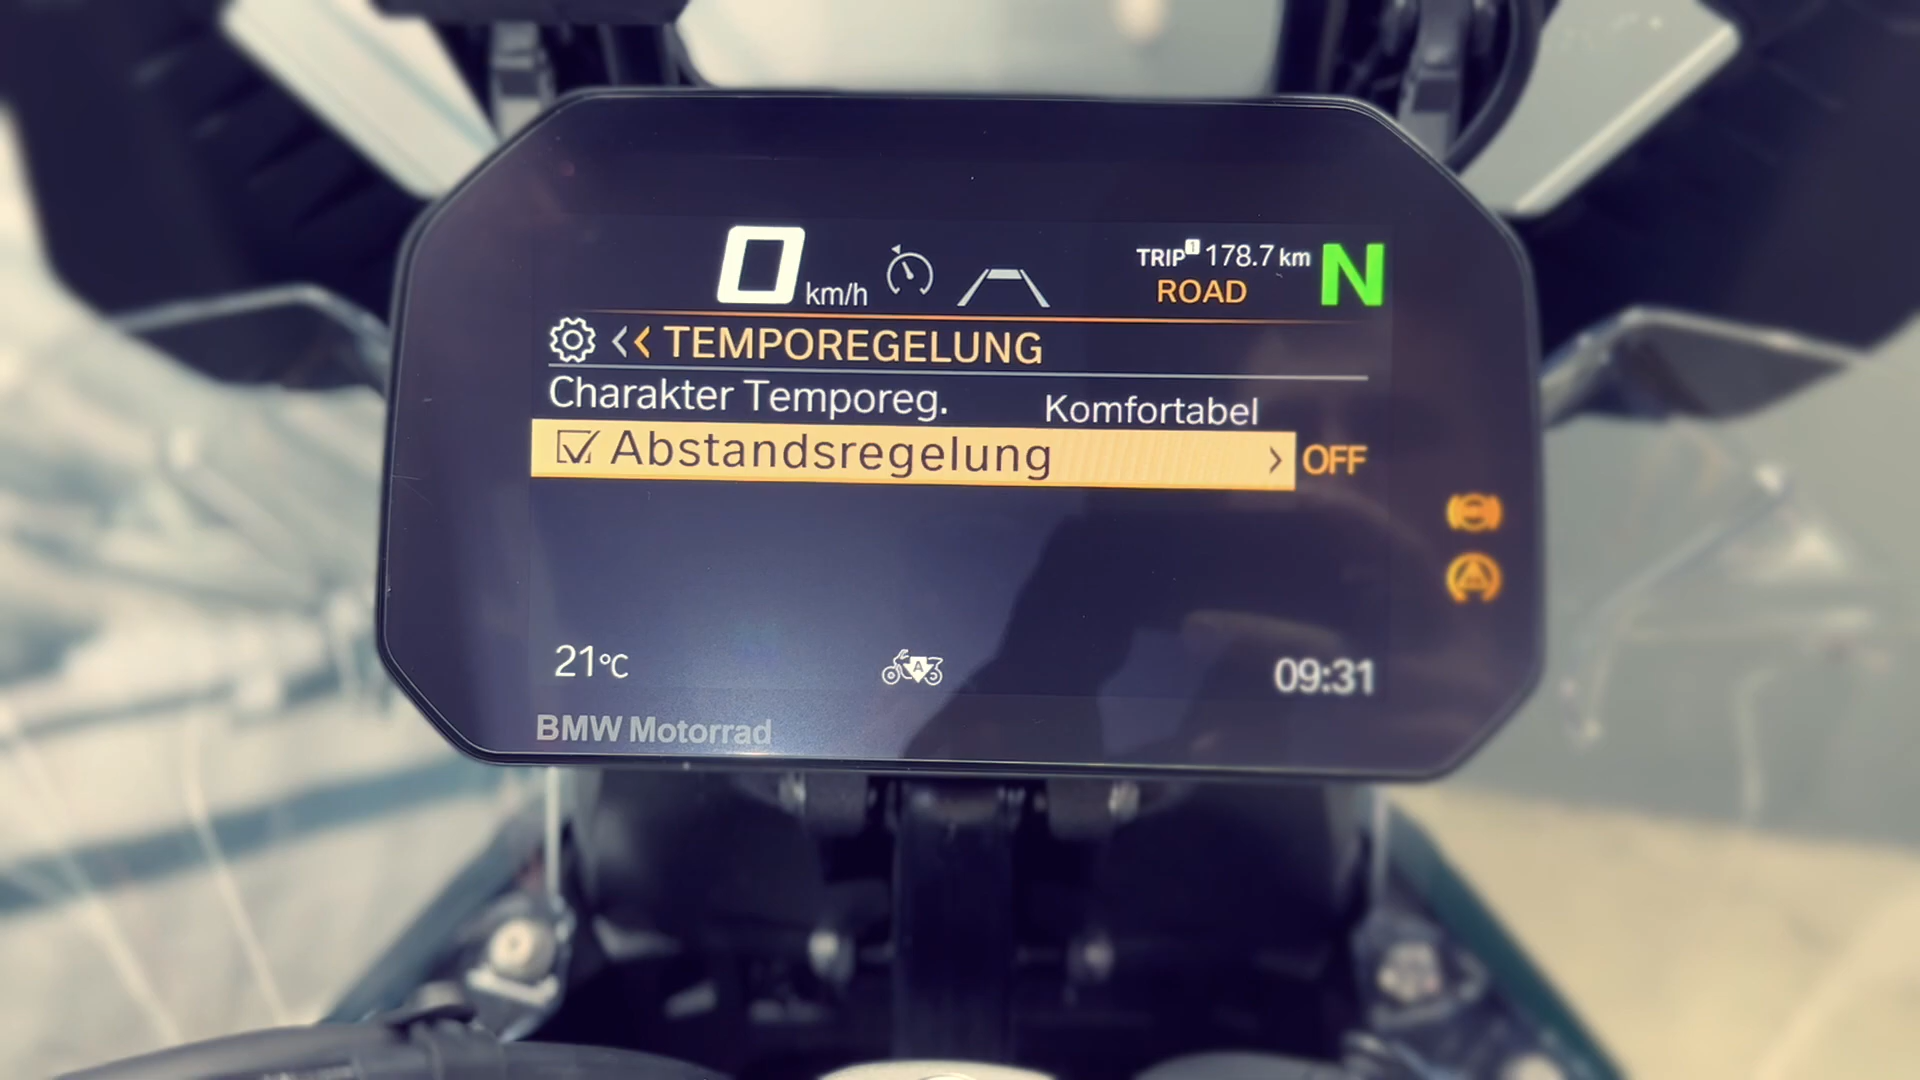 0 km/h
TRIP 1 178.7 km
ROAD
N
TEMPOREGELUNG
Charakter Temporeg. Komfortabel
Abstandsregelung OFF
21°C
A
09:31
BMW Motorrad